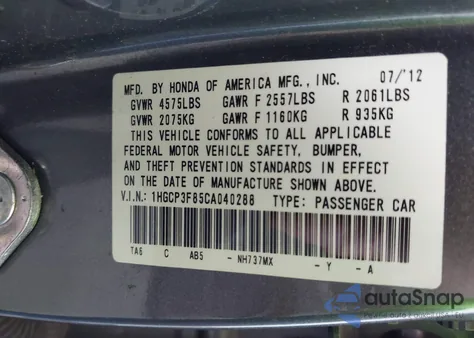 MFD. BY HONDA OF AMERICA MFG., INC. 07/'12
GVWR 4575LBS GAWR F 2557LBS R 2061LBS
GVWR 2075KG GAWR F 1160KG R 935KG
THIS VEHICLE CONFORMS TO ALL APPLICABLE
FEDERAL MOTOR VEHICLE SAFETY, BUMPER,
AND THEFT PREVENTION STANDARDS IN EFFECT
ON THE DATE OF MANUFACTURE SHOWN ABOVE.
V.I.N.: 1HGCP3F85CA040288 TYPE: PASSENGER CAR
TA6 C AB5 - NH737MX - Y - A
autoSnap